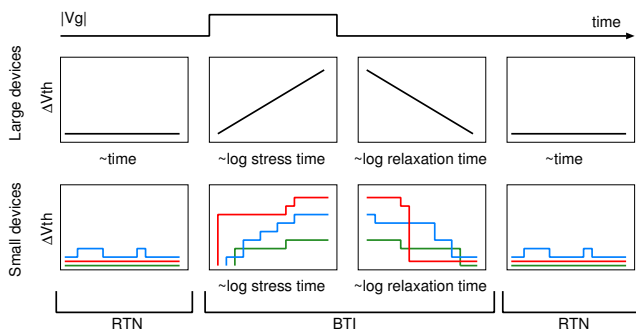 |Vg|
time
Large devices
ΔVth
~time
~log stress time
~log relaxation time
~time
Small devices
ΔVth
~log stress time
~log relaxation time
RTN
BTI
RTN